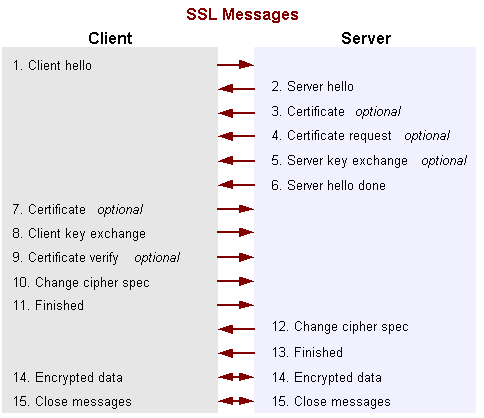 SSL Messages
Client Server
1. Client hello
2. Server hello
3. Certificate optional
4. Certificate request optional
5. Server key exchange optional
6. Server hello done
7. Certificate optional
8. Client key exchange
9. Certificate verify optional
10. Change cipher spec
11. Finished
12. Change cipher spec
13. Finished
14. Encrypted data 14. Encrypted data
15. Close messages 15. Close messages